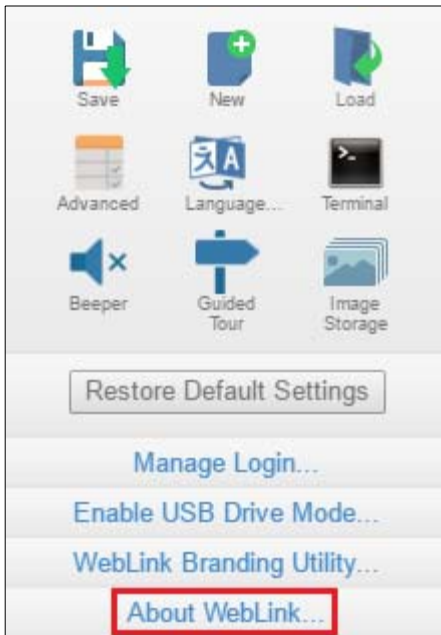 Save New Load
Advanced Language... Terminal
Beeper Guided Tour Image Storage
Restore Default Settings
Manage Login...
Enable USB Drive Mode...
WebLink Branding Utility...
About WebLink...